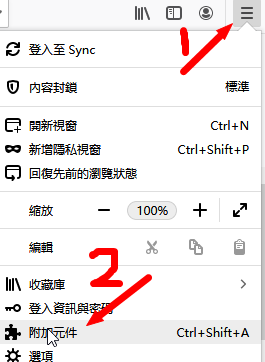 1
登入至 Sync
內容封鎖 標準
開新視窗 Ctrl+N
新增隱私視窗 Ctrl+Shift+P
回復先前的瀏覽狀態
縮放 100%
編輯
2
收藏庫
登入資訊與密碼
附加元件 Ctrl+Shift+A
選項